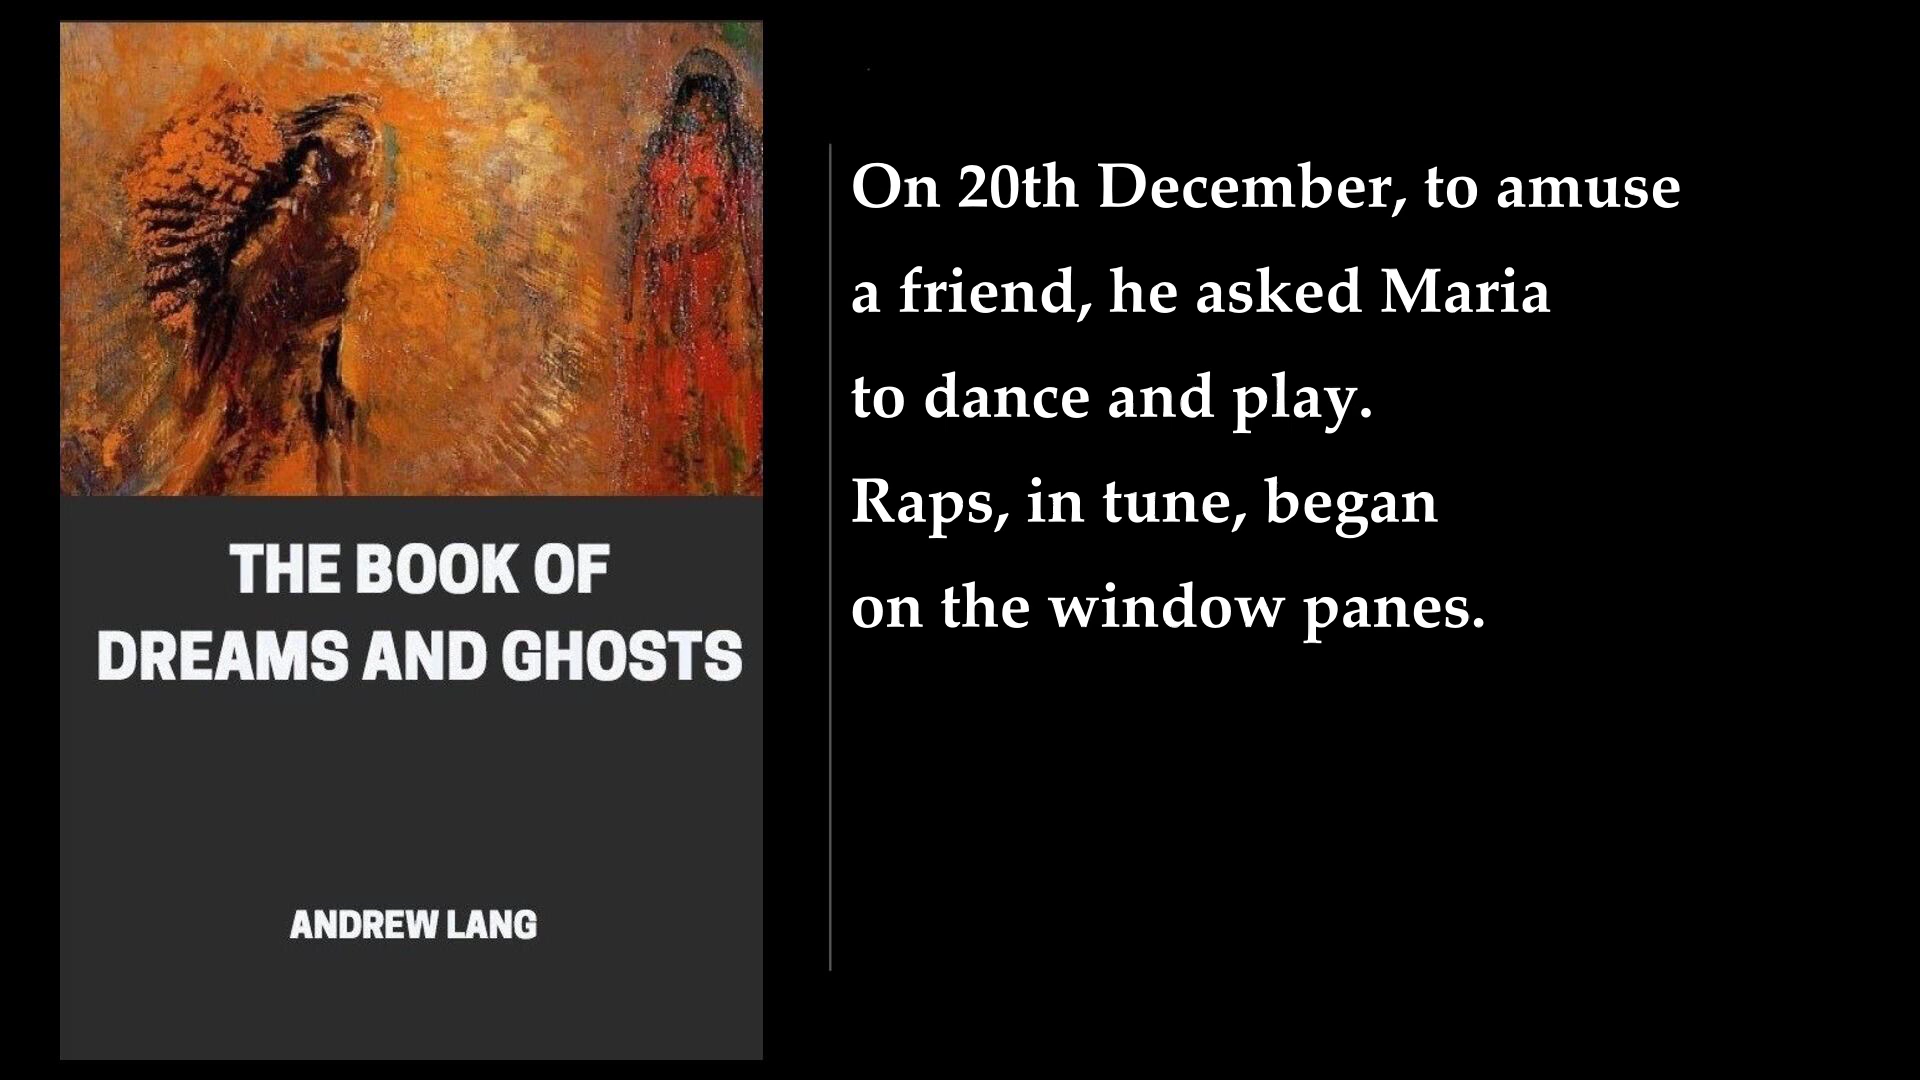 THE BOOK OF
DREAMS AND GHOSTS
ANDREW LANG
On 20th December, to amuse
a friend, he asked Maria
to dance and play.
Raps, in tune, began
on the window panes.